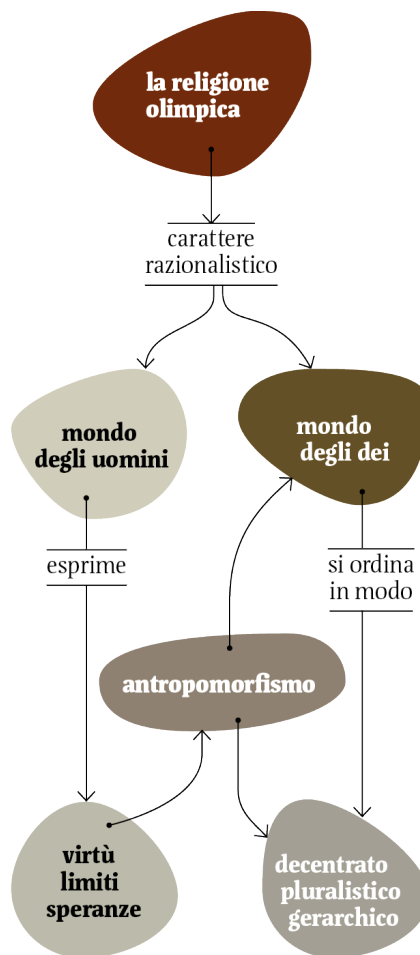 la religione
olimpica
carattere
razionalistico
mondo
degli uomini
mondo
degli dei
esprime
si ordina
in modo
antropomorfismo
virtù
limiti
speranze
decentrato
pluralistico
gerarchico